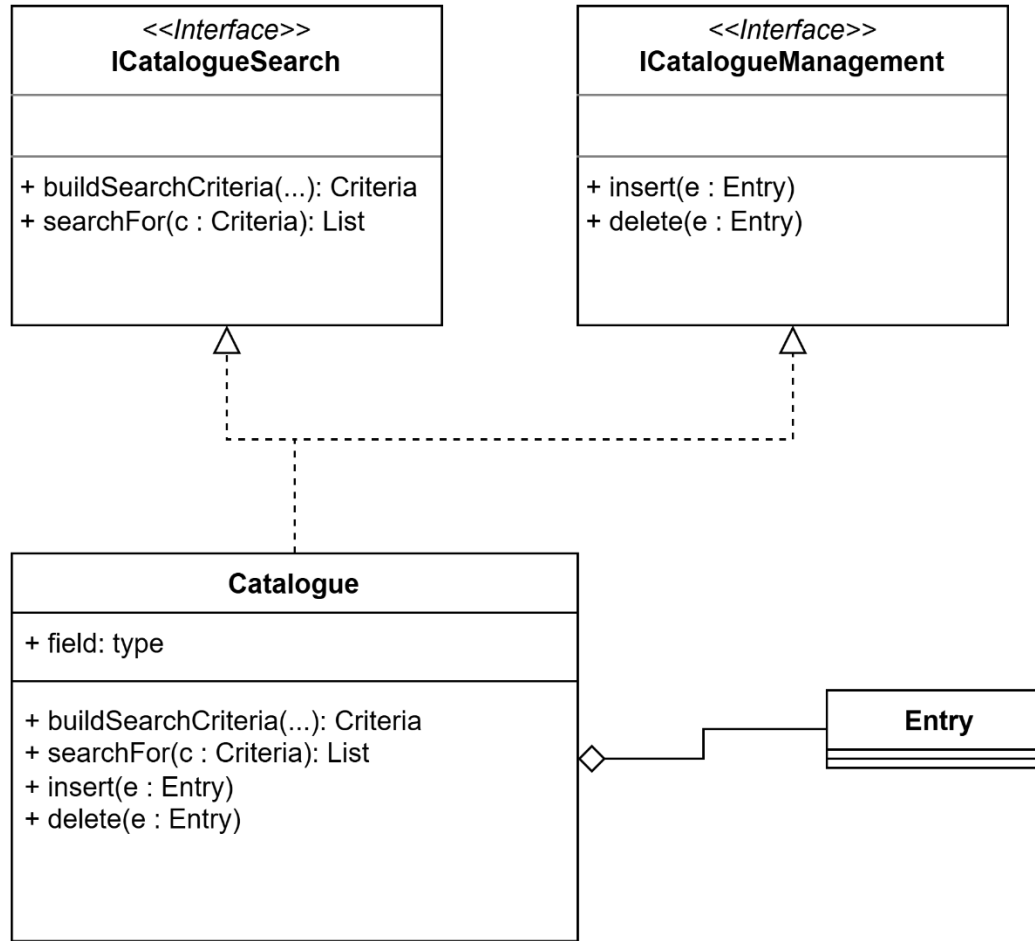 <<Interface>>
ICatalogueSearch
+ buildSearchCriteria(...): Criteria
+ searchFor(c : Criteria): List
<<Interface>>
ICatalogueManagement
+ insert(e : Entry)
+ delete(e : Entry)
Catalogue
+ field: type
+ buildSearchCriteria(...): Criteria
+ searchFor(c : Criteria): List
+ insert(e : Entry)
+ delete(e : Entry)
Entry